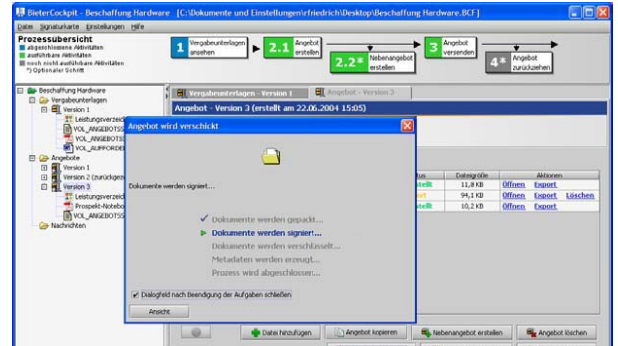 BieterCockpit - Beschaffung Hardware [C:\Dokumente und Einstellungen\rfriedrich\Desktop\Beschaffung Hardware.BCF]
Datei Signaturkarte Einstellungen Hilfe
Prozessübersicht
abgeschlossene Aktivitäten
ausführbare Aktivitäten
noch nicht ausführbare Aktivitäten
*) Optionaler Schritt
1 Vergabeunterlagen ansehen
2.1 Angebot erstellen
2.2* Nebenangebot erstellen
3 Angebot versenden
4* Angebot zurückziehen
Beschaffung Hardware
Vergabeunterlagen
Version 1
Leistungsverzeich
VOL_ANGEBOTSS
VOL_ANGEBOTSS
VOL_AUFFORDE
Angebote
Version 1
Version 2 (zurückgez
Version 3
Leistungsverzeich
Prospekt-Notebo
VOL_ANGEBOTSS
Nachrichten
Vergabeunterlagen - Version 1
Angebot - Version 3
Angebot - Version 3 (erstellt am 22.06.2004 15:05)
Angebot wird verschickt
Dokumente werden signiert...
Dokumente werden gepackt...
Dokumente werden signiert...
Dokumente werden verschlüsselt...
Metadaten werden erzeugt...
Prozess wird abgeschlossen...
Dialogfeld nach Beendigung der Aufgaben schließen
Ansicht
tus Dateigröße Aktionen
stellt 11,8 KB Öffnen Export
94,1 KB Öffnen Export Löschen
stellt 10,2 KB Öffnen Export
Datei hinzufügen
Angebot kopieren
Nebenangebot erstellen
Angebot löschen